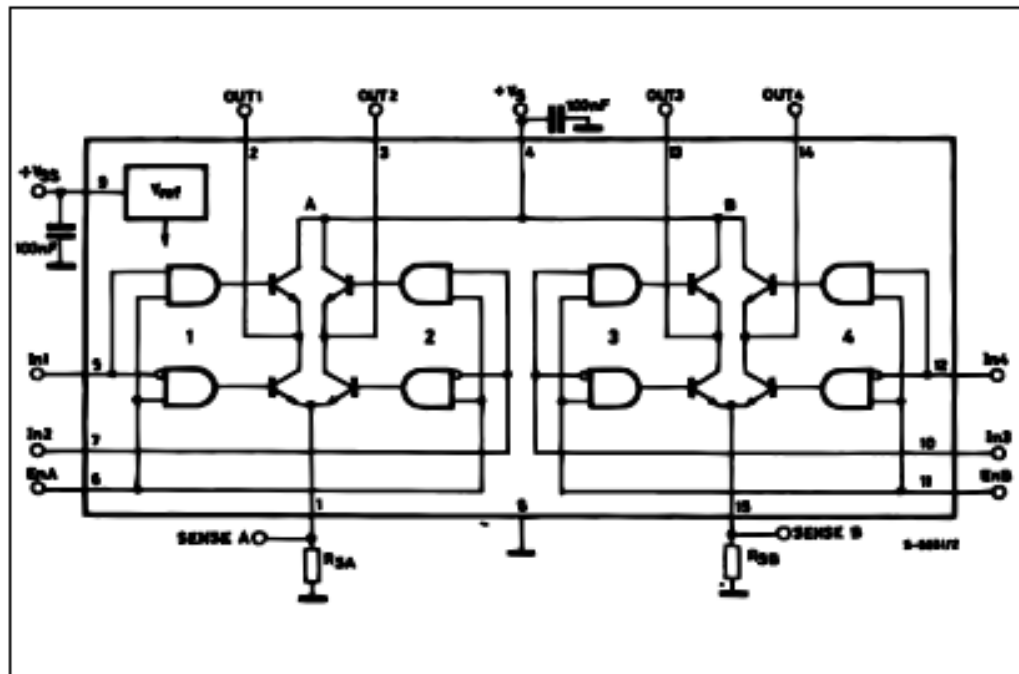 OUT1 OUT2 +VS 100nF OUT3 OUT4
2 3 4 13 14
+VSS 9 Vref A B
100nF
1 2 3 4
In1 5 12 In4
In2 7 10 In3
EnA 6 11 EnB
1 8 15
SENSE A SENSE B
RSA RSB